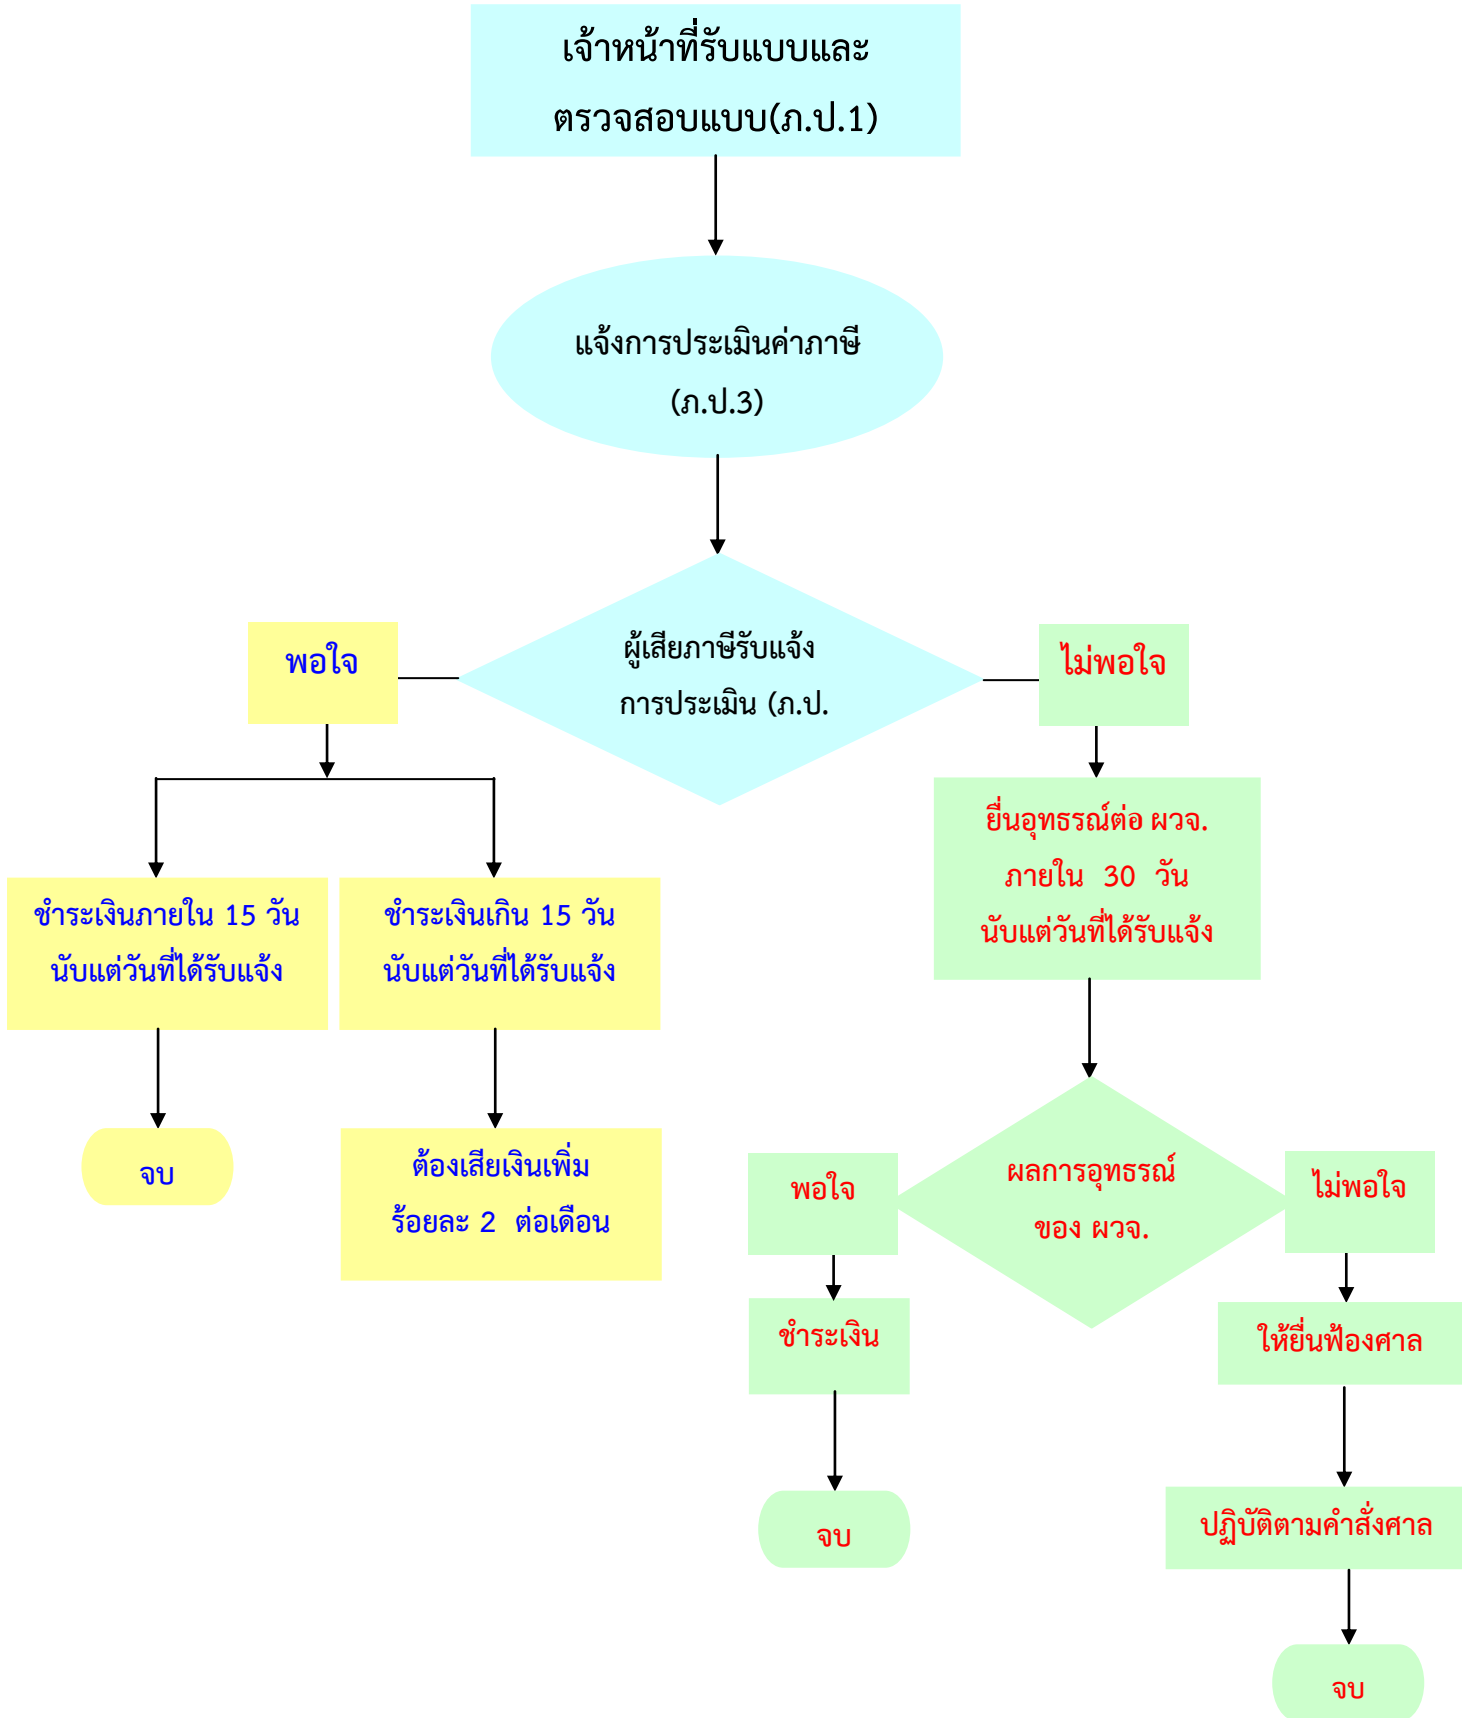 เจ้าหน้าที่รับแบบและ
ตรวจสอบแบบ(ภ.ป.1)
แจ้งการประเมินค่าภาษี
(ภ.ป.3)
ผู้เสียภาษีรับแจ้ง
การประเมิน (ภ.ป.
พอใจ
ไม่พอใจ
ชำระเงินภายใน 15 วัน
นับแต่วันที่ได้รับแจ้ง
ชำระเงินเกิน 15 วัน
นับแต่วันที่ได้รับแจ้ง
ยื่นอุทธรณ์ต่อ ผวจ.
ภายใน 30 วัน
นับแต่วันที่ได้รับแจ้ง
จบ
ต้องเสียเงินเพิ่ม
ร้อยละ 2 ต่อเดือน
พอใจ
ผลการอุทธรณ์
ของ ผวจ.
ไม่พอใจ
ชำระเงิน
ให้ยื่นฟ้องศาล
จบ
ปฏิบัติตามคำสั่งศาล
จบ